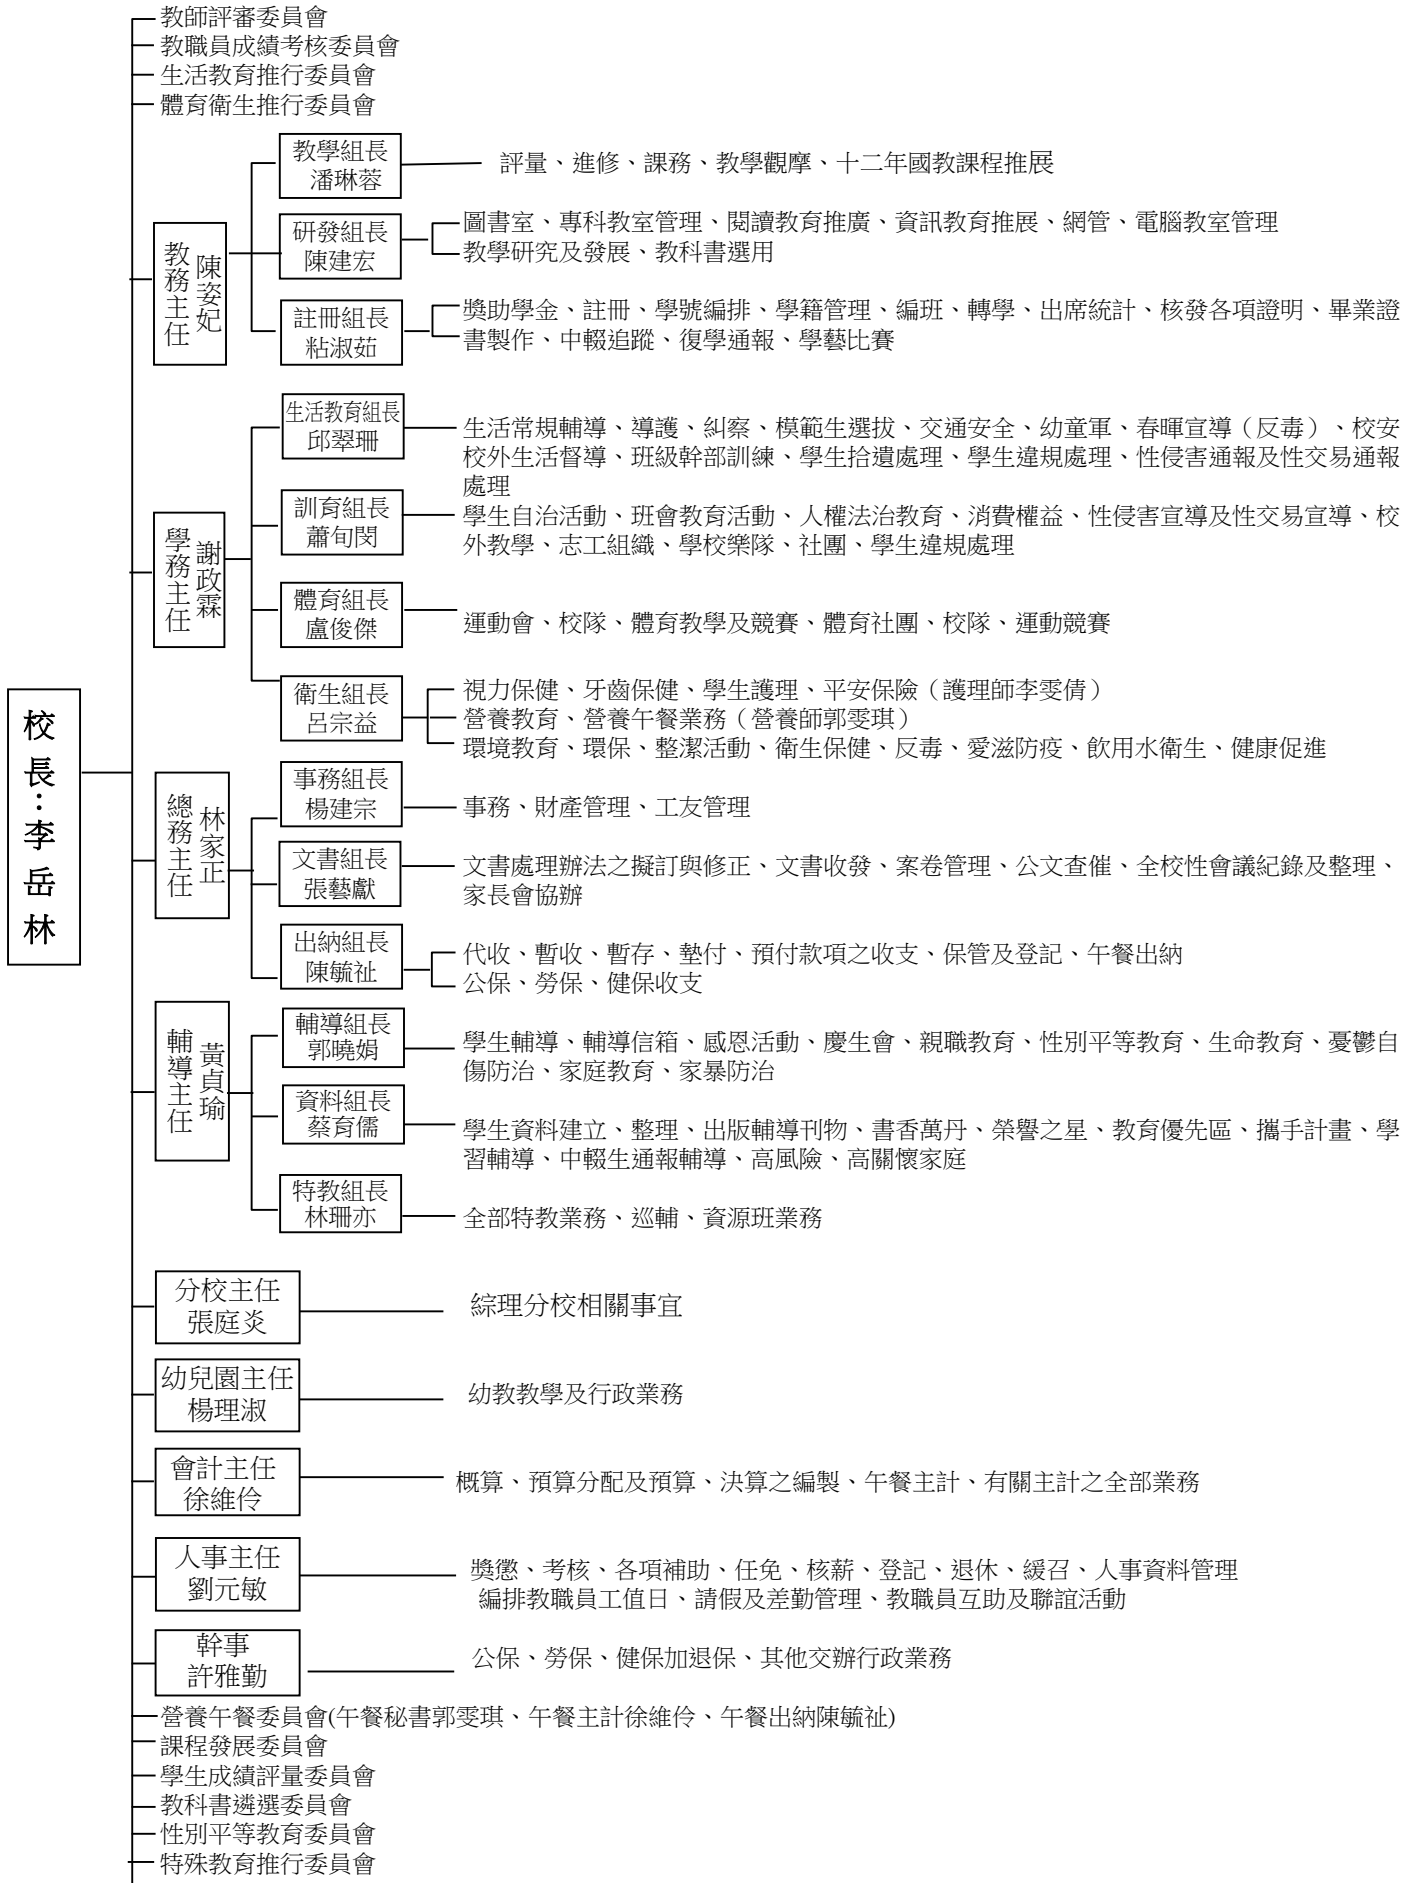 教師評審委員會
教職員成績考核委員會
生活教育推行委員會
體育衛生推行委員會
教學組長
潘琳蓉
評量、進修、課務、教學觀摩、十二年國教課程推展
教務主任
陳姿妃
研發組長
陳建宏
圖書室、專科教室管理、閱讀教育推廣、資訊教育推展、網管、電腦教室管理
教學研究及發展、教科書選用
註冊組長
粘淑茹
獎助學金、註冊、學號編排、學籍管理、編班、轉學、出席統計、核發各項證明、畢業證
書製作、中輟追蹤、復學通報、學藝比賽
生活教育組長
邱翠珊
生活常規輔導、導護、糾察、模範生選拔、交通安全、幼童軍、春暉宣導（反毒）、校安
校外生活督導、班級幹部訓練、學生拾遺處理、學生違規處理、性侵害通報及性交易通報
處理
學務主任
謝政霖
訓育組長
蕭旬閔
學生自治活動、班會教育活動、人權法治教育、消費權益、性侵害宣導及性交易宣導、校
外教學、志工組織、學校樂隊、社團、學生違規處理
體育組長
盧俊傑
運動會、校隊、體育教學及競賽、體育社團、校隊、運動競賽
衛生組長
呂宗益
視力保健、牙齒保健、學生護理、平安保險（護理師李雯倩）
營養教育、營養午餐業務（營養師郭雯琪）
環境教育、環保、整潔活動、衛生保健、反毒、愛滋防疫、飲用水衛生、健康促進
校長：李岳林
總務主任
林家正
事務組長
楊建宗
事務、財產管理、工友管理
文書組長
張藝獻
文書處理辦法之擬訂與修正、文書收發、案卷管理、公文查催、全校性會議紀錄及整理、
家長會協辦
出納組長
陳毓祉
代收、暫收、暫存、墊付、預付款項之收支、保管及登記、午餐出納
公保、勞保、健保收支
輔導主任
黃貞瑜
輔導組長
郭曉娟
學生輔導、輔導信箱、感恩活動、慶生會、親職教育、性別平等教育、生命教育、憂鬱自
傷防治、家庭教育、家暴防治
資料組長
蔡育儒
學生資料建立、整理、出版輔導刊物、書香萬丹、榮譽之星、教育優先區、攜手計畫、學
習輔導、中輟生通報輔導、高風險、高關懷家庭
特教組長
林珊亦
全部特教業務、巡輔、資源班業務
分校主任
張庭炎
綜理分校相關事宜
幼兒園主任
楊理淑
幼教教學及行政業務
會計主任
徐維伶
概算、預算分配及預算、決算之編製、午餐主計、有關主計之全部業務
人事主任
劉元敏
獎懲、考核、各項補助、任免、核薪、登記、退休、緩召、人事資料管理
編排教職員工值日、請假及差勤管理、教職員互助及聯誼活動
幹事
許雅勤
公保、勞保、健保加退保、其他交辦行政業務
營養午餐委員會(午餐秘書郭雯琪、午餐主計徐維伶、午餐出納陳毓祉)
課程發展委員會
學生成績評量委員會
教科書遴選委員會
性別平等教育委員會
特殊教育推行委員會